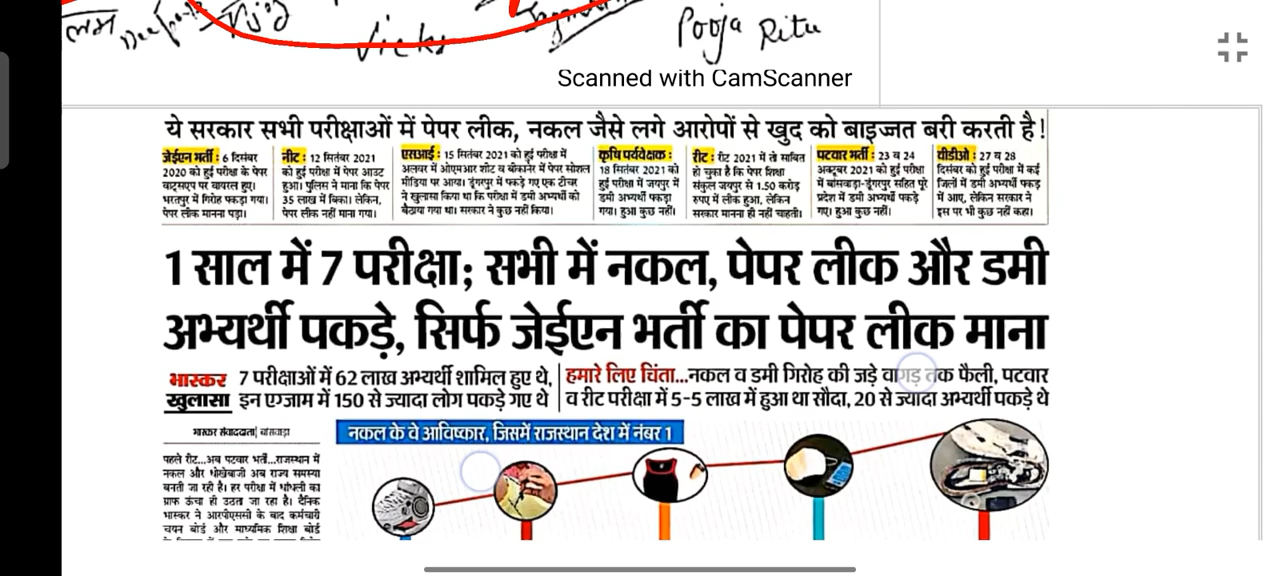 लस Deepak
Vicks
Pooja Ritu
Scanned with CamScanner
ये सरकार सभी परीक्षाओं में पेपर लीक, नकल जैसे लगे आरोपों से खुद को बाइज्जत बरी करती है!
जेईएन भर्ती : 6 दिसंबर
2020 को हुई परीक्षा के पेपर
वाट्सएप पर वायरल हुए।
भरतपुर में गिरोह पकड़ा गया।
पेपर लीक मानना पड़ा।
नीट : 12 सितंबर 2021
को हुई परीक्षा में पेपर आउट
हुआ। पुलिस ने माना कि पेपर
35 लाख में बिका। लेकिन,
पेपर लीक नहीं माना गया।
एसआई : 15 सितंबर 2021 को हुई परीक्षा में
अलवर में ओएमआर शीट व बीकानेर में पेपर सोशल
मीडिया पर आया। डूंगरपुर में पकड़े गए एक टीचर
ने खुलासा किया था कि परीक्षा में डमी अभ्यर्थी को
बैठाया गया था। सरकार ने कुछ नहीं किया।
कृषि पर्यवेक्षक :
18 सितंबर 2021 को
हुई परीक्षा में जयपुर में
डमी अभ्यर्थी पकड़ा
गया। हुआ कुछ नहीं।
रीट : रीट 2021 में तो साबित
हो चुका है कि पेपर शिक्षा
संकुल जयपुर से 1.50 करोड़
रुपए में लीक हुआ, लेकिन
सरकार मानना ही नहीं चाहती।
पटवार भर्ती : 23 व 24
अक्टूबर 2021 को हुई परीक्षा
में बांसवाड़ा-डूंगरपुर सहित पूरे
प्रदेश में डमी अभ्यर्थी पकड़े
गए। हुआ कुछ नहीं।
वीडीओ : 27 व 28
दिसंबर को हुई परीक्षा में कई
जिलों में डमी अभ्यर्थी पकड़
में आए, लेकिन सरकार ने
इस पर भी कुछ नहीं कहा।
1 साल में 7 परीक्षा; सभी में नकल, पेपर लीक और डमी
अभ्यर्थी पकड़े, सिर्फ जेईएन भर्ती का पेपर लीक माना
भास्कर खुलासा
7 परीक्षाओं में 62 लाख अभ्यर्थी शामिल हुए थे,
इन एग्जाम में 150 से ज्यादा लोग पकड़े गए थे
हमारे लिए चिंता...नकल व डमी गिरोह की जड़े वागड़ तक फैली, पटवार
व रीट परीक्षा में 5-5 लाख में हुआ था सौदा, 20 से ज्यादा अभ्यर्थी पकड़े थे
भास्कर संवाददाता| बांसवाड़ा
पहले रीट...अब पटवार भर्ती...राजस्थान में
नकल और धोखेबाजी अब राज्य समस्या
बनती जा रही है। हर परीक्षा में धांधली का
ग्राफ ऊंचा ही उठता जा रहा है। दैनिक
भास्कर ने आरपीएससी के बाद कर्मचारी
चयन बोर्ड और माध्यमिक शिक्षा बोर्ड
नकल के वे आविष्कार, जिसमें राजस्थान देश में नंबर 1